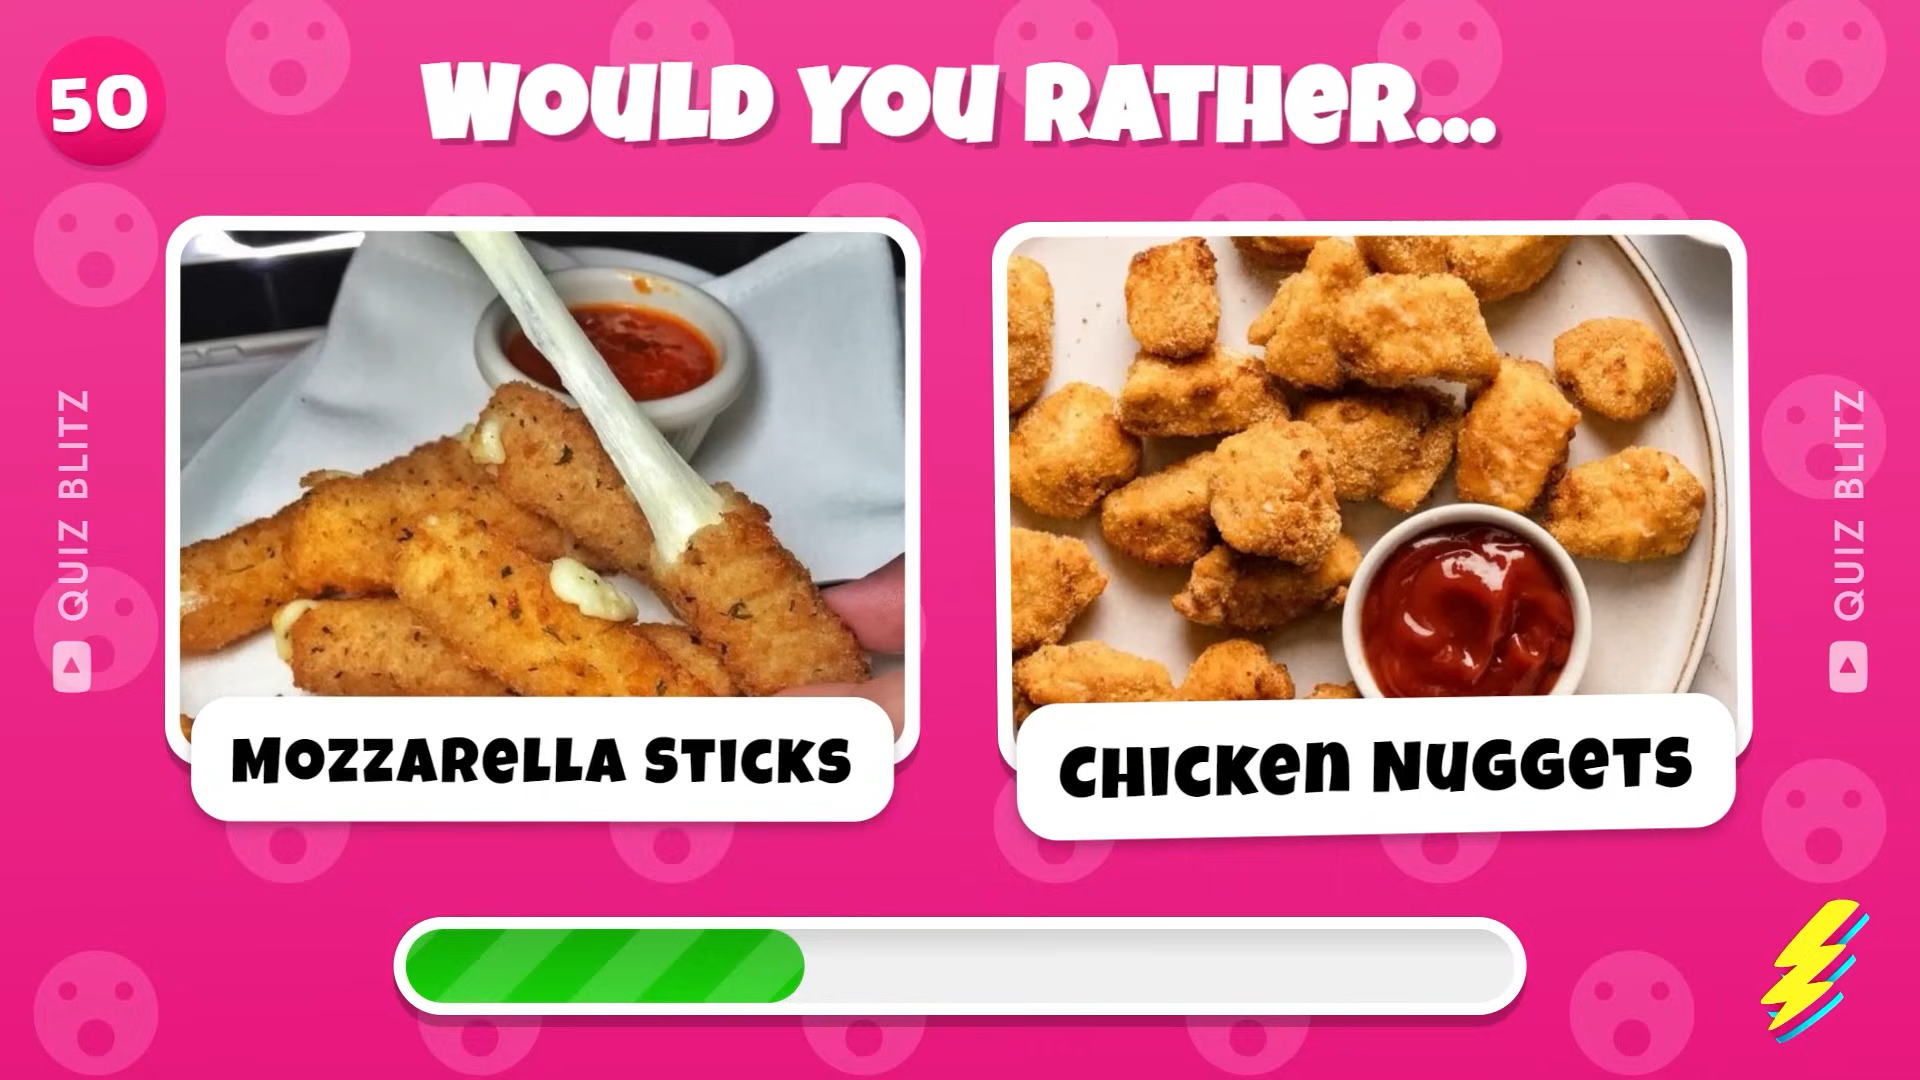 50
WOULD YOU RATHER...
QUIZ BLITZ
QUIZ BLITZ
MOZZARELLA STICKS
CHICKEN NUGGETS